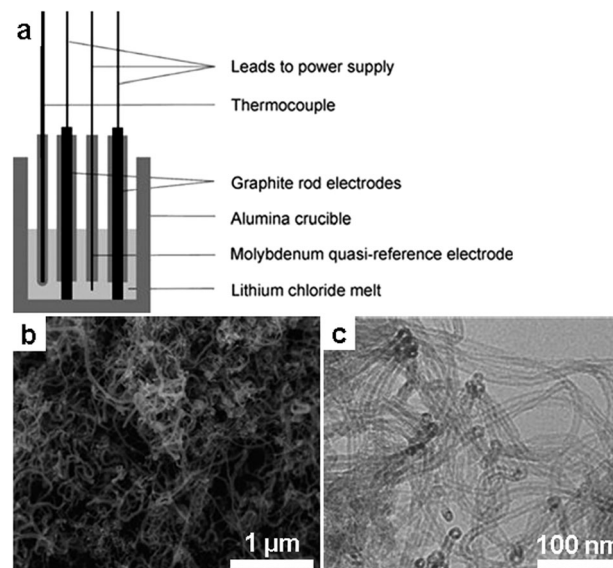 a
Leads to power supply
Thermocouple
Graphite rod electrodes
Alumina crucible
Molybdenum quasi-reference electrode
Lithium chloride melt
b
1 µm
c
100 nm